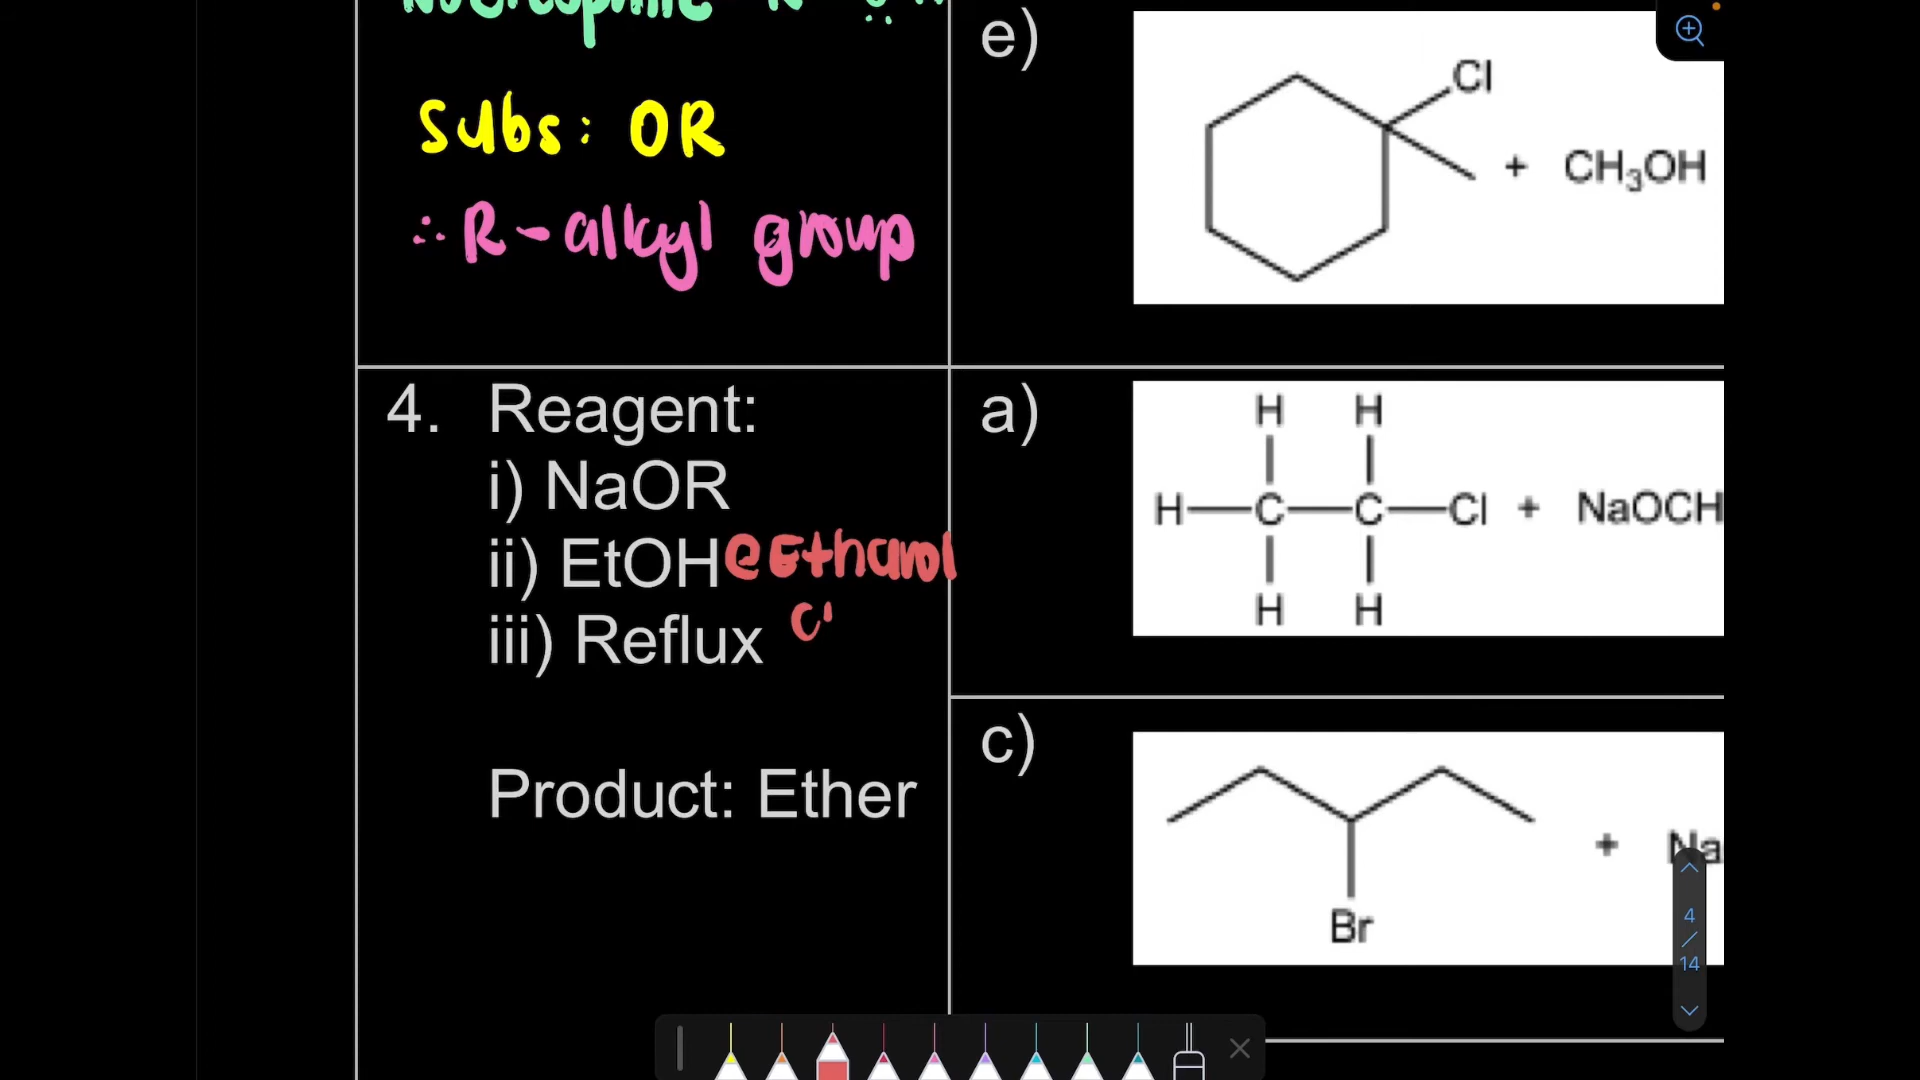 Subs: OR
∴ R-alkyl group
4. Reagent:
i) NaOR
ii) EtOH @ Ethanol
iii) Reflux C
Product: Ether
e)
Cl
+ CH₃OH
a)
H H
H C C Cl + NaOCH
H H
c)
+ Na
Br
4
/
14